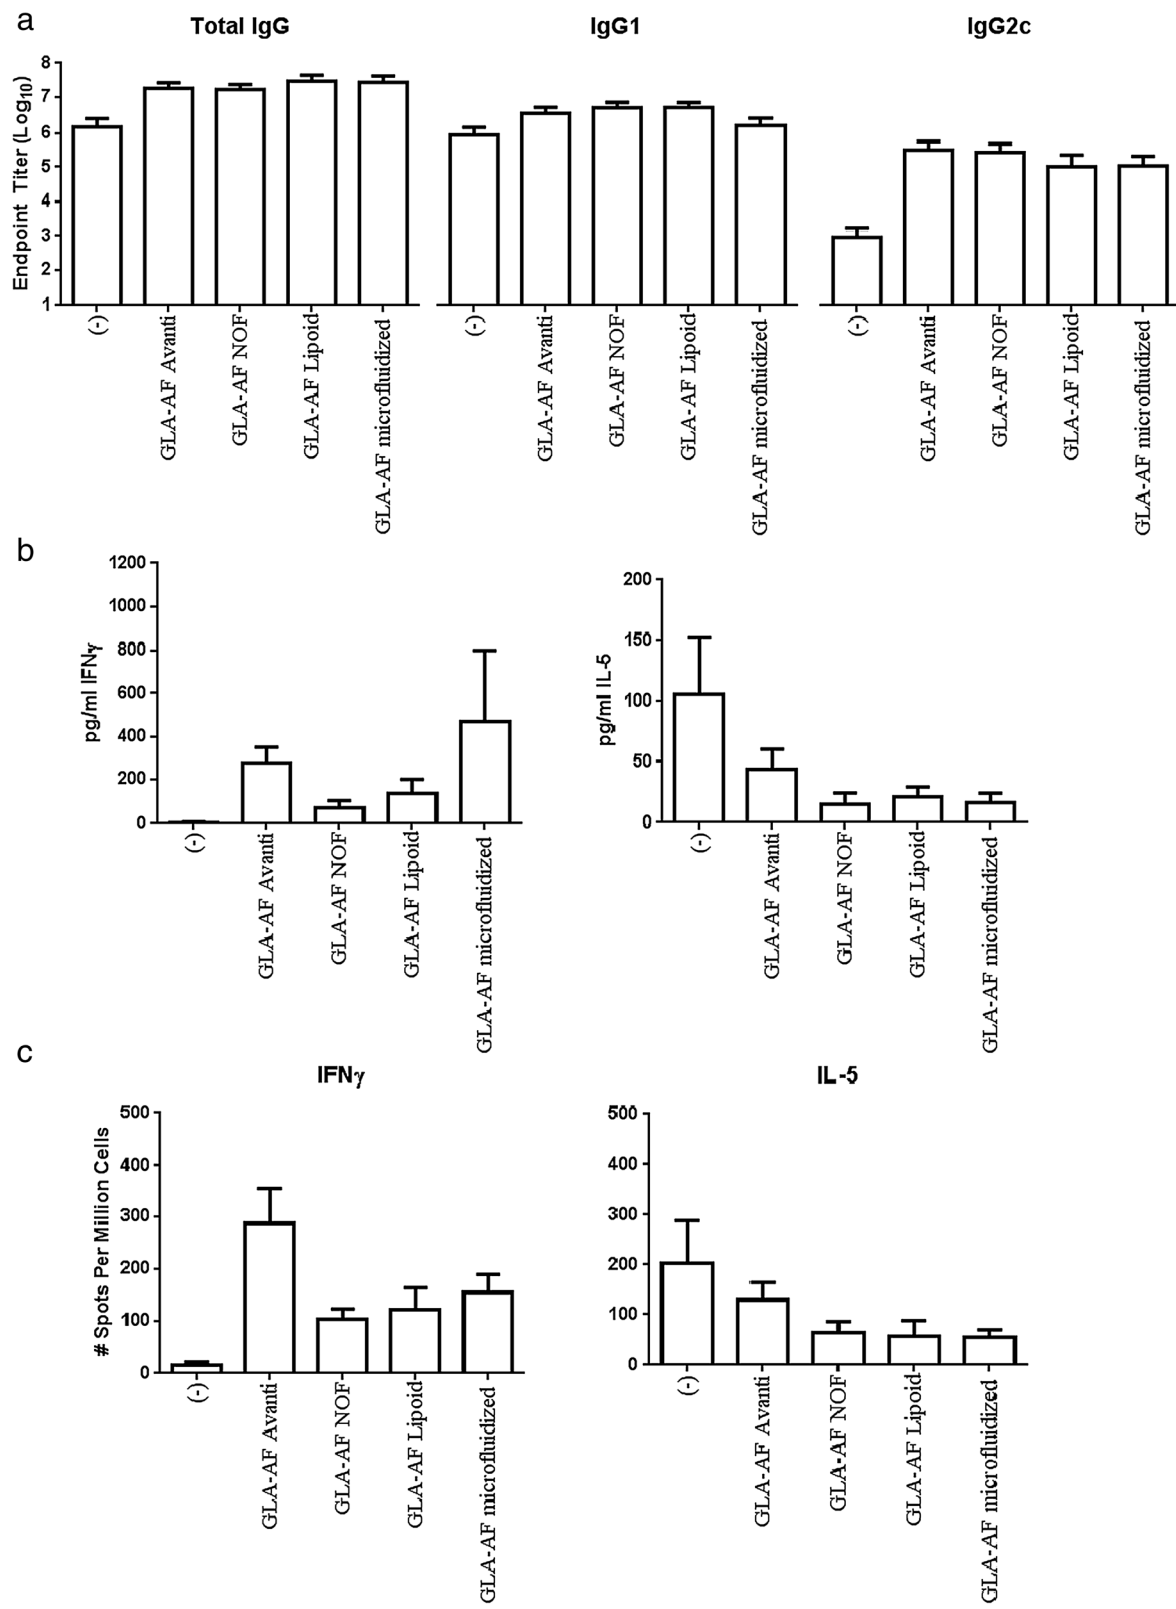 a
Total IgG
IgG1
IgG2c
Endpoint Titer (Log10)
8
7
6
5
4
3
2
1
(-)
GLA-AF Avanti
GLA-AF NOF
GLA-AF Lipoid
GLA-AF microfluidized
(-)
GLA-AF Avanti
GLA-AF NOF
GLA-AF Lipoid
GLA-AF microfluidized
(-)
GLA-AF Avanti
GLA-AF NOF
GLA-AF Lipoid
GLA-AF microfluidized
b
pg/ml IFNγ
1200
1000
800
600
400
200
0
(-)
GLA-AF Avanti
GLA-AF NOF
GLA-AF Lipoid
GLA-AF microfluidized
pg/ml IL-5
200
150
100
50
0
(-)
GLA-AF Avanti
GLA-AF NOF
GLA-AF Lipoid
GLA-AF microfluidized
c
IFNγ
# Spots Per Million Cells
500
400
300
200
100
0
(-)
GLA-AF Avanti
GLA-AF NOF
GLA-AF Lipoid
GLA-AF microfluidized
IL-5
500
400
300
200
100
0
(-)
GLA-AF Avanti
GLA-AF NOF
GLA-AF Lipoid
GLA-AF microfluidized